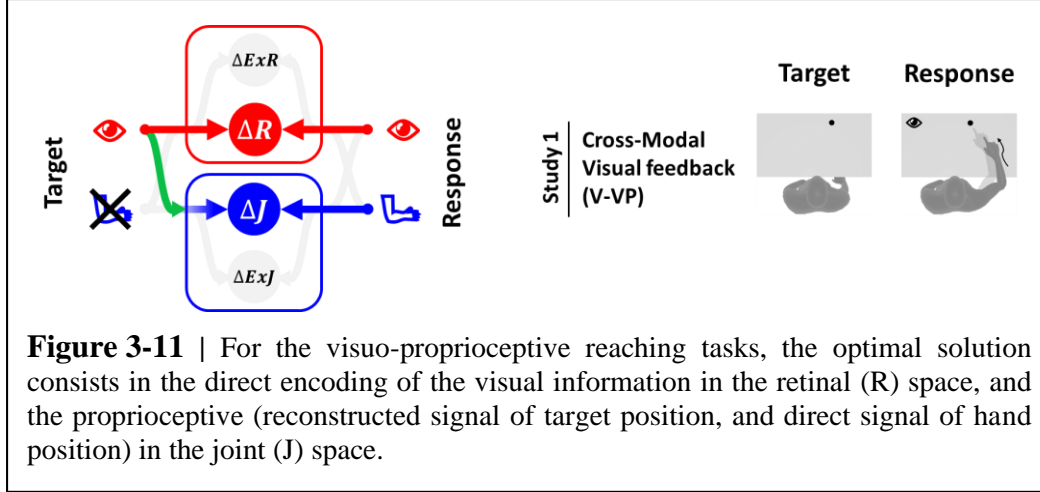 ΔExR
Target
ΔR
Response
ΔJ
ΔExJ
Target Response
Study 1
Cross-Modal
Visual feedback
(V-VP)
Figure 3-11 | For the visuo-proprioceptive reaching tasks, the optimal solution
consists in the direct encoding of the visual information in the retinal (R) space, and
the proprioceptive (reconstructed signal of target position, and direct signal of hand
position) in the joint (J) space.